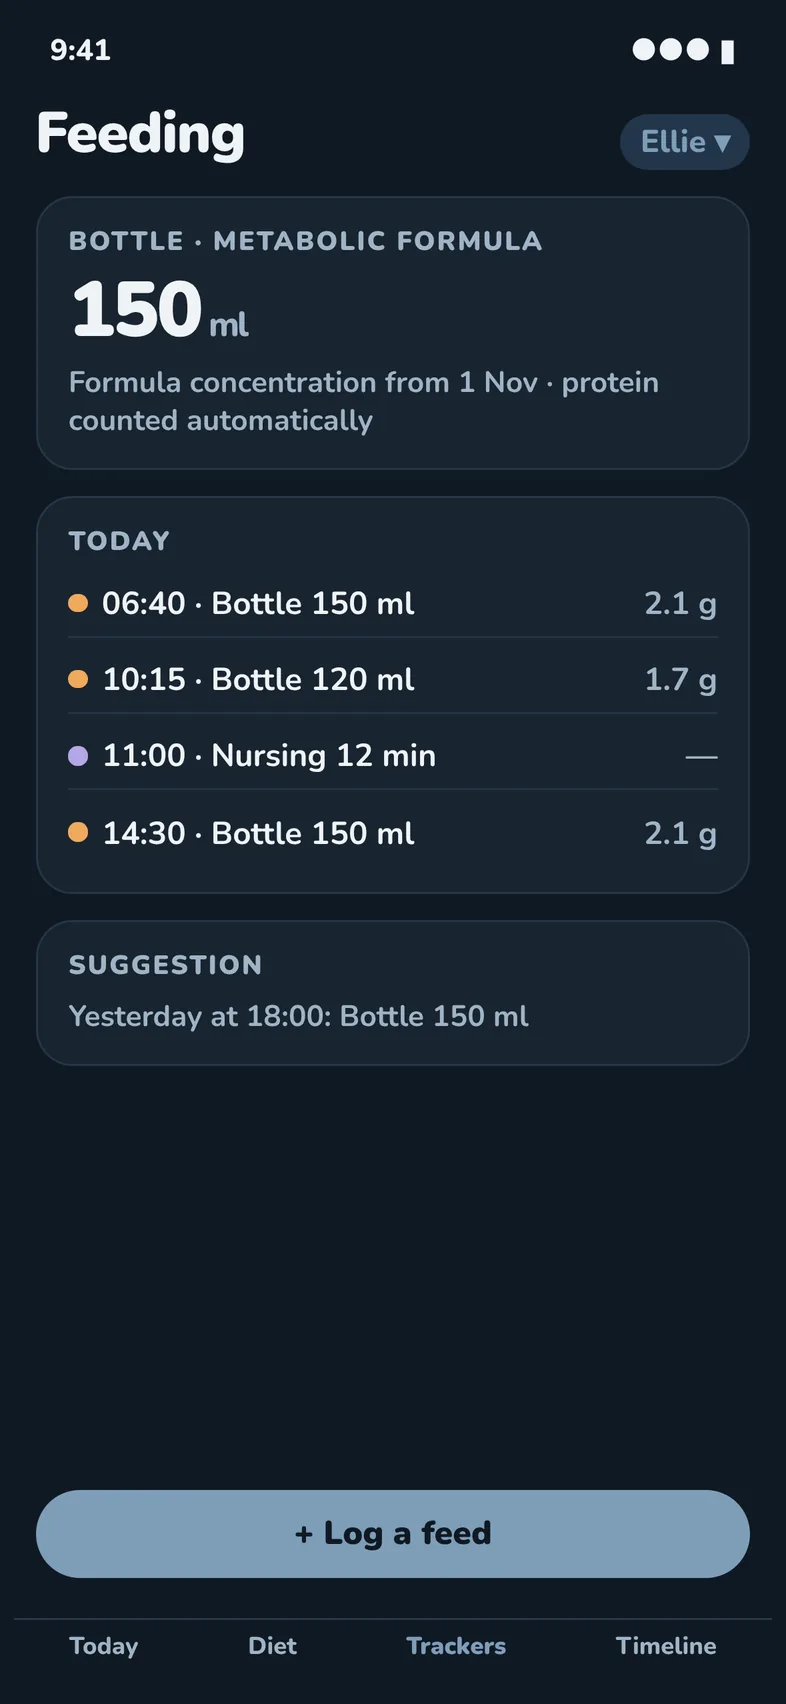 9:41
Feeding
Ellie ▾
BOTTLE · METABOLIC FORMULA
150 ml
Formula concentration from 1 Nov · protein
counted automatically
TODAY
06:40 · Bottle 150 ml 2.1 g
10:15 · Bottle 120 ml 1.7 g
11:00 · Nursing 12 min —
14:30 · Bottle 150 ml 2.1 g
SUGGESTION
Yesterday at 18:00: Bottle 150 ml
+ Log a feed
Today Diet Trackers Timeline